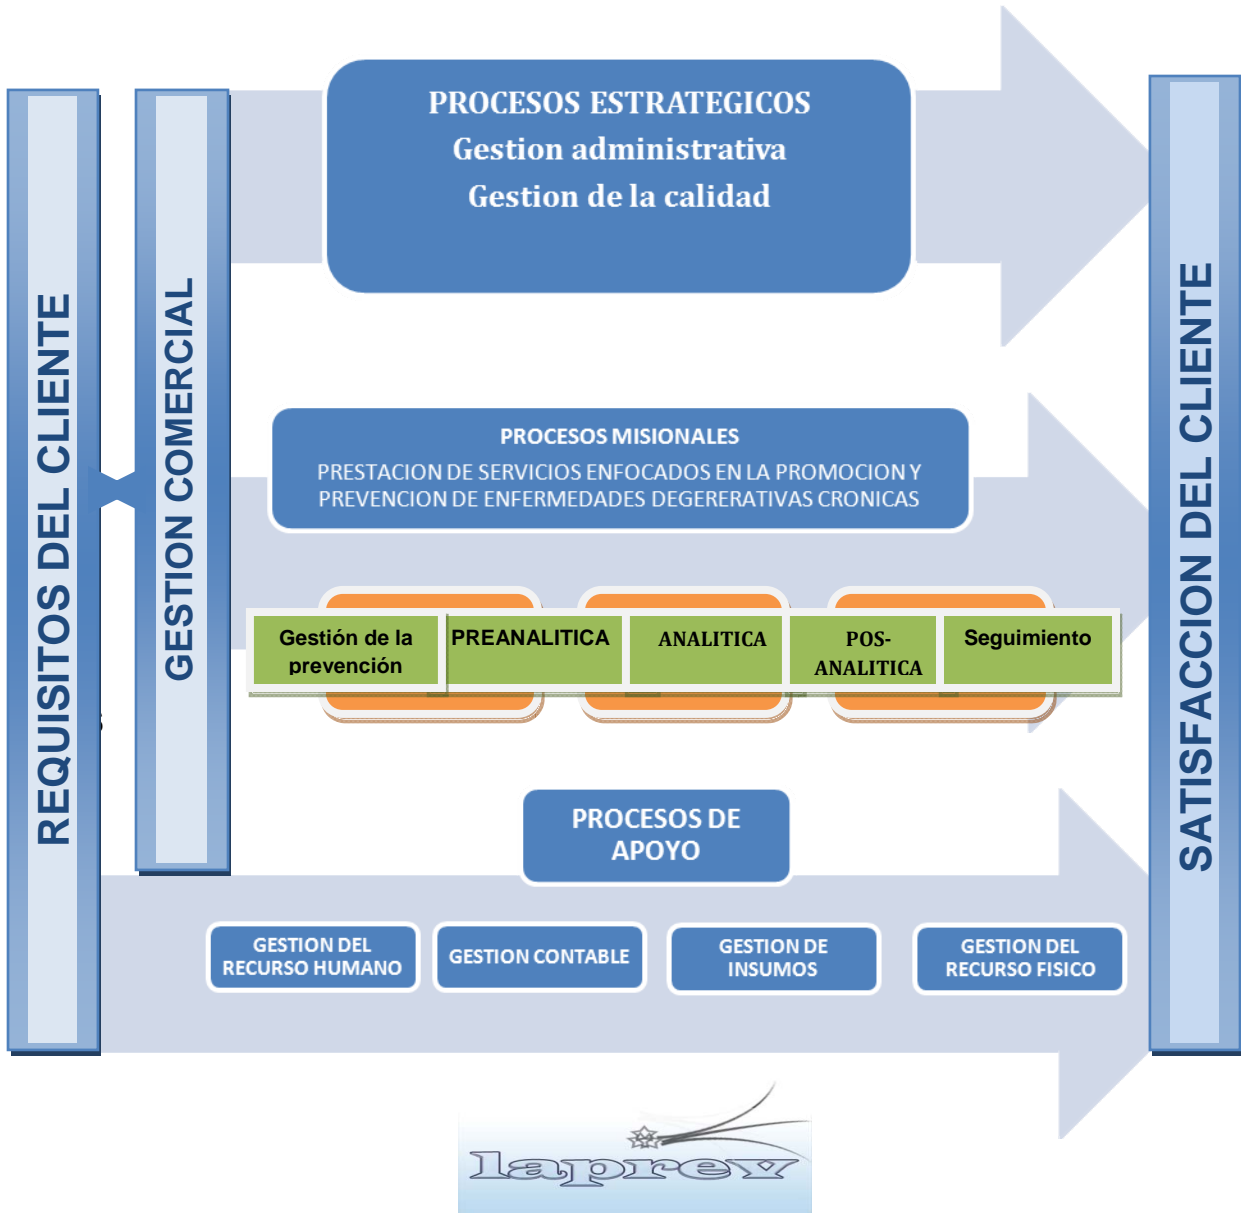 REQUISITOS DEL CLIENTE
GESTION COMERCIAL
PROCESOS ESTRATEGICOS
Gestion administrativa
Gestion de la calidad
PROCESOS MISIONALES
PRESTACION DE SERVICIOS ENFOCADOS EN LA PROMOCION Y
PREVENCION DE ENFERMEDADES DEGERERATIVAS CRONICAS
Gestión de la
prevención
PREANALITICA
ANALITICA
POS-
ANALITICA
Seguimiento
PROCESOS DE
APOYO
GESTION DEL
RECURSO HUMANO
GESTION CONTABLE
GESTION DE
INSUMOS
GESTION DEL
RECURSO FISICO
SATISFACCION DEL CLIENTE
laprev